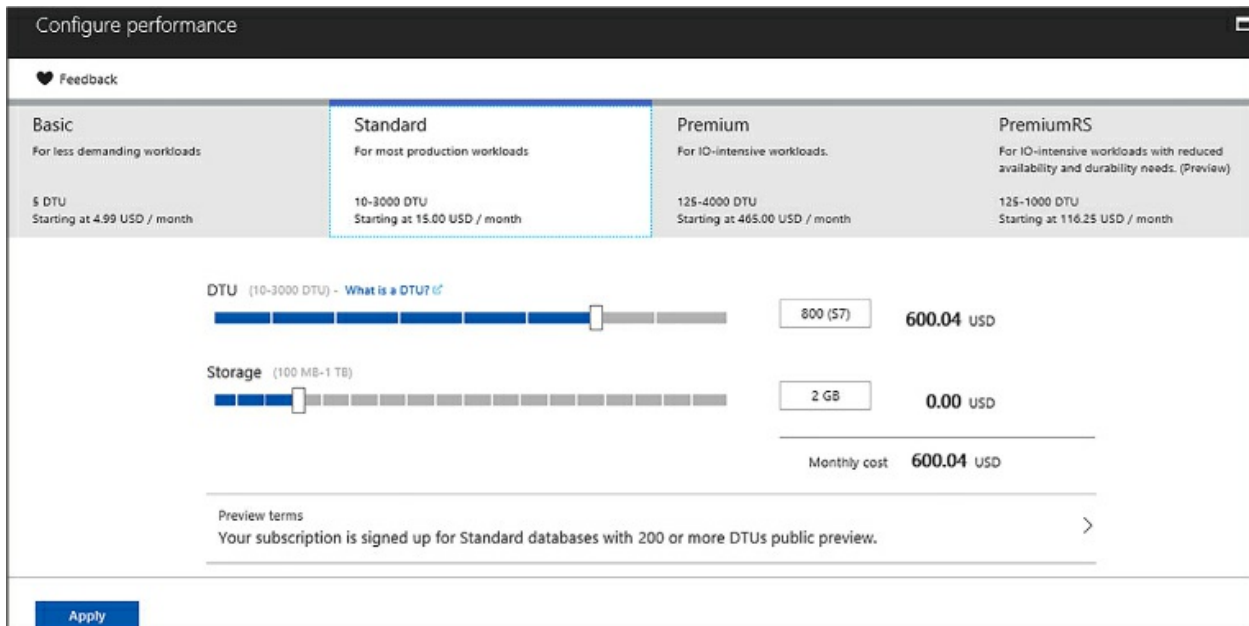 Configure performance
Feedback
Basic
For less demanding workloads
5 DTU
Starting at 4.99 USD / month
Standard
For most production workloads
10-3000 DTU
Starting at 15.00 USD / month
Premium
For IO-intensive workloads.
125-4000 DTU
Starting at 465.00 USD / month
PremiumRS
For IO-intensive workloads with reduced
availability and durability needs. (Preview)
125-1000 DTU
Starting at 116.25 USD / month
DTU (10-3000 DTU) - What is a DTU?
800 (S7) 600.04 USD
Storage (100 MB-1 TB)
2 GB 0.00 USD
Monthly cost 600.04 USD
Preview terms
Your subscription is signed up for Standard databases with 200 or more DTUs public preview.
Apply